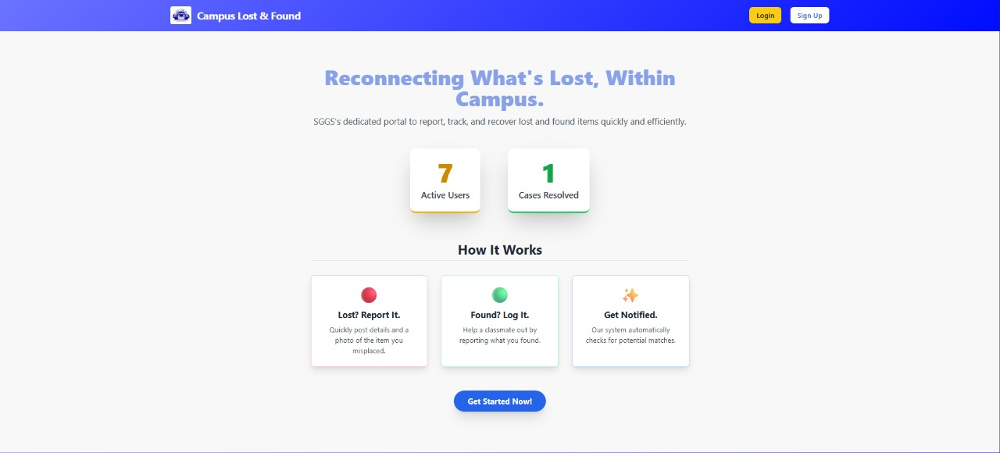 Campus Lost & Found
Login
Sign Up
Reconnecting What's Lost, Within
Campus.
SGGS's dedicated portal to report, track, and recover lost and found items quickly and efficiently.
7
Active Users
1
Cases Resolved
How It Works
Lost? Report It.
Quickly post details and a
photo of the item you
misplaced.
Found? Log It.
Help a classmate out by
reporting what you found.
Get Notified.
Our system automatically
checks for potential matches.
Get Started Now!